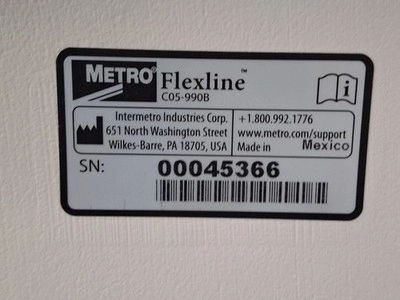 METRO® Flexline™
C05-990B
Intermetro Industries Corp.
651 North Washington Street
Wilkes-Barre, PA 18705, USA
+1.800.992.1776
www.metro.com/support
Made in Mexico
SN: 00045366